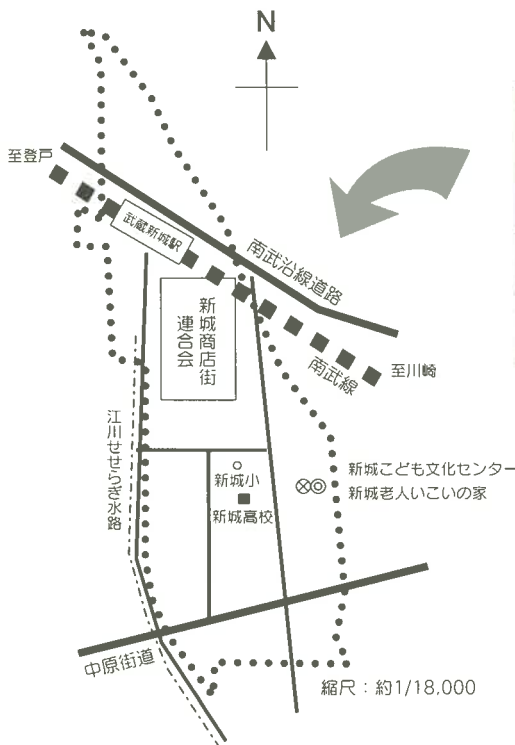 N
至登戸
武蔵新城駅
南武沿線道路
新城商店街
連合会
南武線
至川崎
江川せせらぎ水路
新城小
新城高校
新城こども文化センター
新城老人いこいの家
中原街道
縮尺：約1/18,000